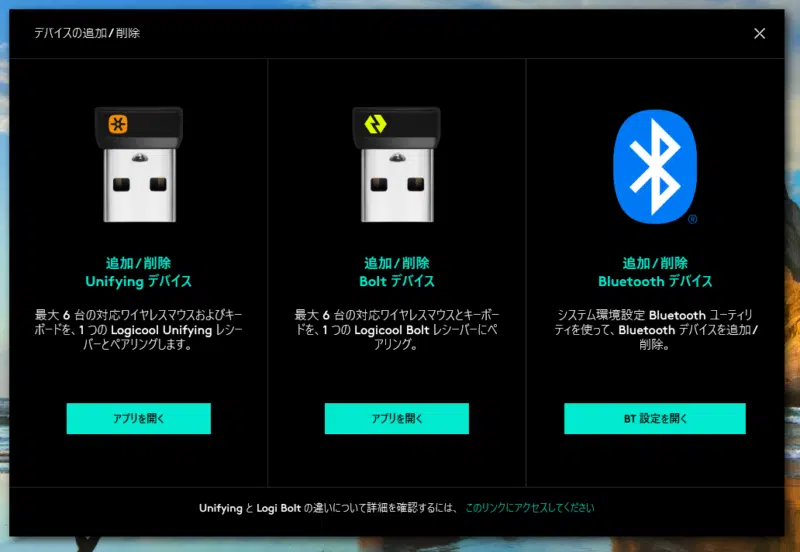 デバイスの追加/削除
追加/削除
Unifying デバイス
最大 6 台の対応ワイヤレスマウスおよびキー
ボードを、1 つの Logicool Unifying レシー
バーとペアリングします。
アプリを開く
追加/削除
Bolt デバイス
最大 6 台の対応ワイヤレスマウスとキーボー
ドを、1 つの Logicool Bolt レシーバーにペ
アリング。
アプリを開く
追加/削除
Bluetooth デバイス
システム環境設定 Bluetooth ユーティリ
ティを使って、Bluetooth デバイスを追加/
削除。
BT 設定を開く
Unifying と Logi Bolt の違いについて詳細を確認するには、 このリンクにアクセスしてください